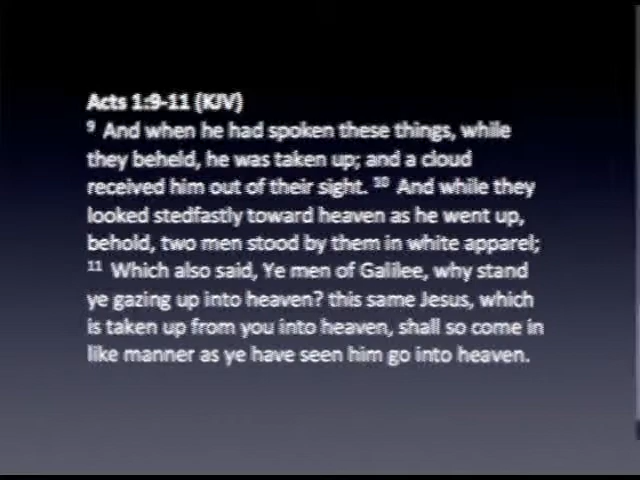 Acts 1:9-11 (KJV)
9 And when he had spoken these things, while
they beheld, he was taken up; and a cloud
received him out of their sight. 10 And while they
looked stedfastly toward heaven as he went up,
behold, two men stood by them in white apparel;
11 Which also said, Ye men of Galilee, why stand
ye gazing up into heaven? this same Jesus, which
is taken up from you into heaven, shall so come in
like manner as ye have seen him go into heaven.